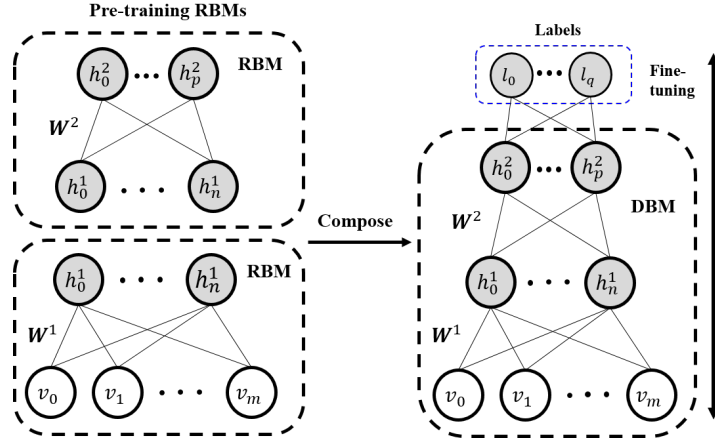 Pre-training RBMs
RBM
h_0^2 ••• h_p^2
W^2
h_0^1 • • • h_n^1
RBM
h_0^1 • • • h_n^1
W^1
v_0 v_1 • • • v_m
Compose
Labels
l_0 ••• l_q
Fine-
tuning
h_0^2 ••• h_p^2
DBM
W^2
h_0^1 • • • h_n^1
W^1
v_0 v_1 • • • v_m